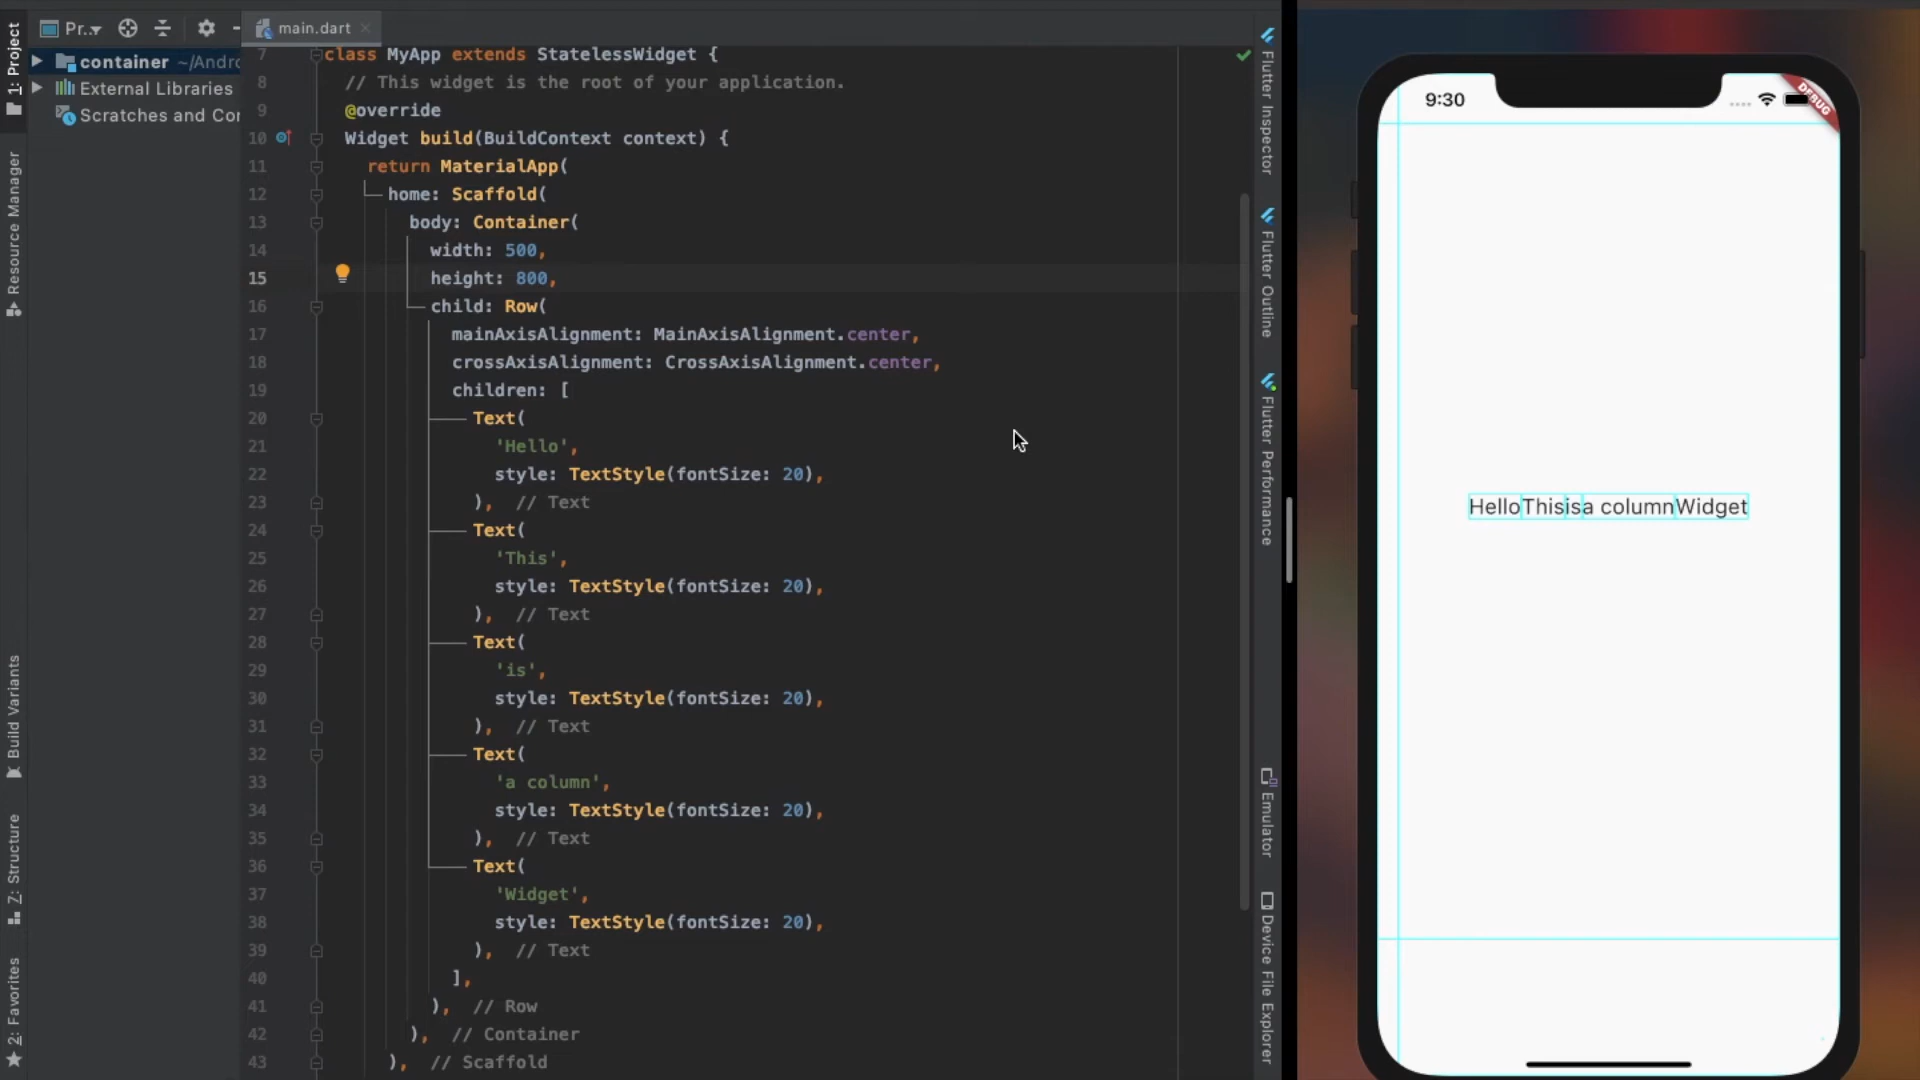 1: Project
Pr..
main.dart
container ~/Andro
External Libraries
Scratches and Con
Resource Manager
Build Variants
Z: Structure
2: Favorites
7 class MyApp extends StatelessWidget {
8 // This widget is the root of your application.
9 @override
10 Widget build(BuildContext context) {
11 return MaterialApp(
12 home: Scaffold(
13 body: Container(
14 width: 500,
15 height: 800,
16 child: Row(
17 mainAxisAlignment: MainAxisAlignment.center,
18 crossAxisAlignment: CrossAxisAlignment.center,
19 children: [
20 Text(
21 'Hello',
22 style: TextStyle(fontSize: 20),
23 ), // Text
24 Text(
25 'This',
26 style: TextStyle(fontSize: 20),
27 ), // Text
28 Text(
29 'is',
30 style: TextStyle(fontSize: 20),
31 ), // Text
32 Text(
33 'a column',
34 style: TextStyle(fontSize: 20),
35 ), // Text
36 Text(
37 'Widget',
38 style: TextStyle(fontSize: 20),
39 ), // Text
40 ],
41 ), // Row
42 ), // Container
43 ), // Scaffold
Flutter Inspector
Flutter Outline
Flutter Performance
Emulator
Device File Explorer
9:30
DEBUG
HelloThisisa columnWidget